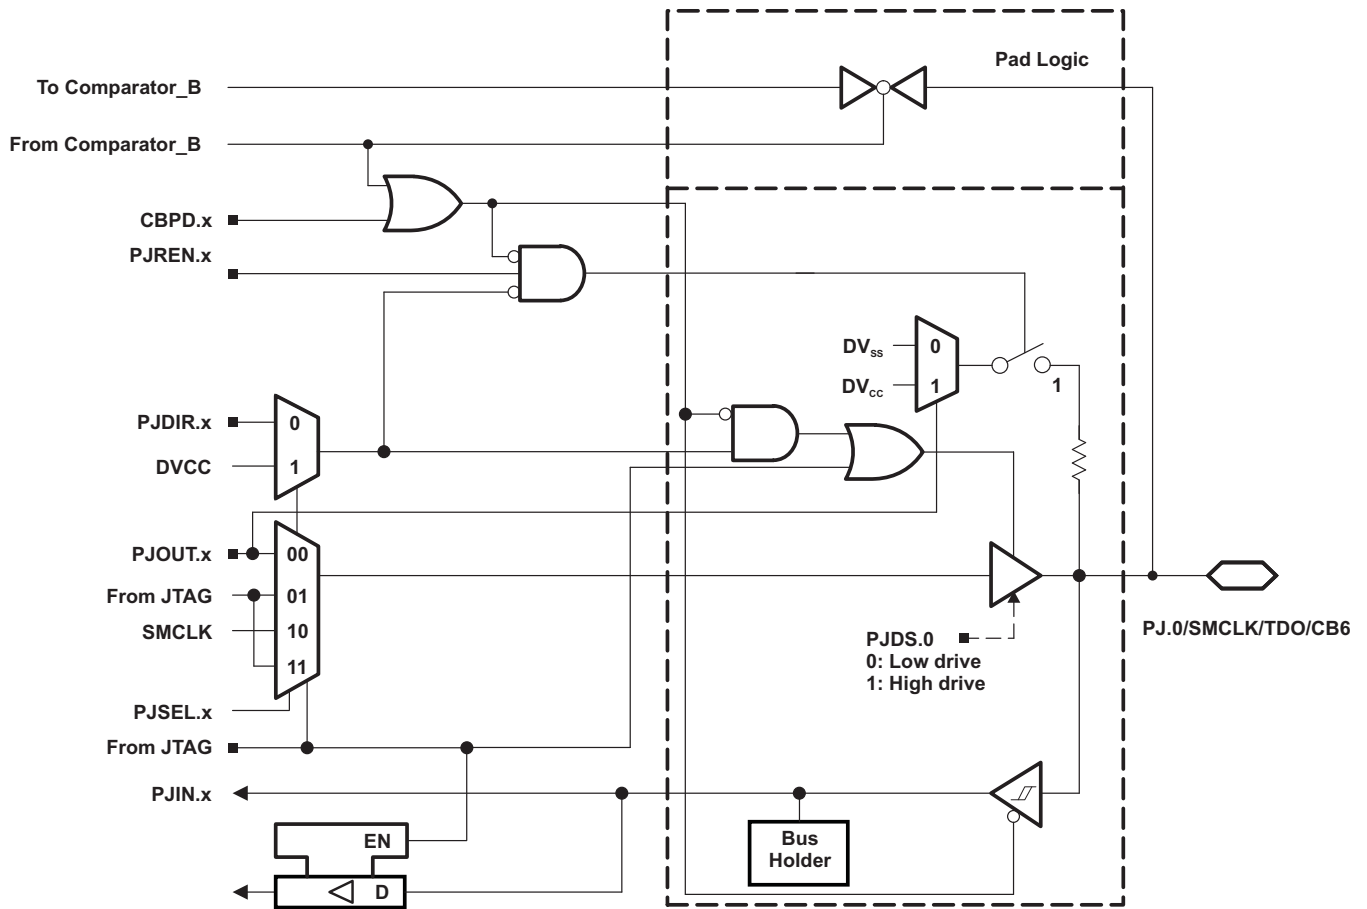 Pad Logic
To Comparator_B
From Comparator_B
CBPD.x
PJREN.x
DVSS
0
DVCC
1
1
PJDIR.x
0
DVCC
1
PJOUT.x
00
From JTAG
01
SMCLK
10
11
PJDS.0
0: Low drive
1: High drive
PJ.0/SMCLK/TDO/CB6
PJSEL.x
From JTAG
PJIN.x
EN
Bus
Holder
D